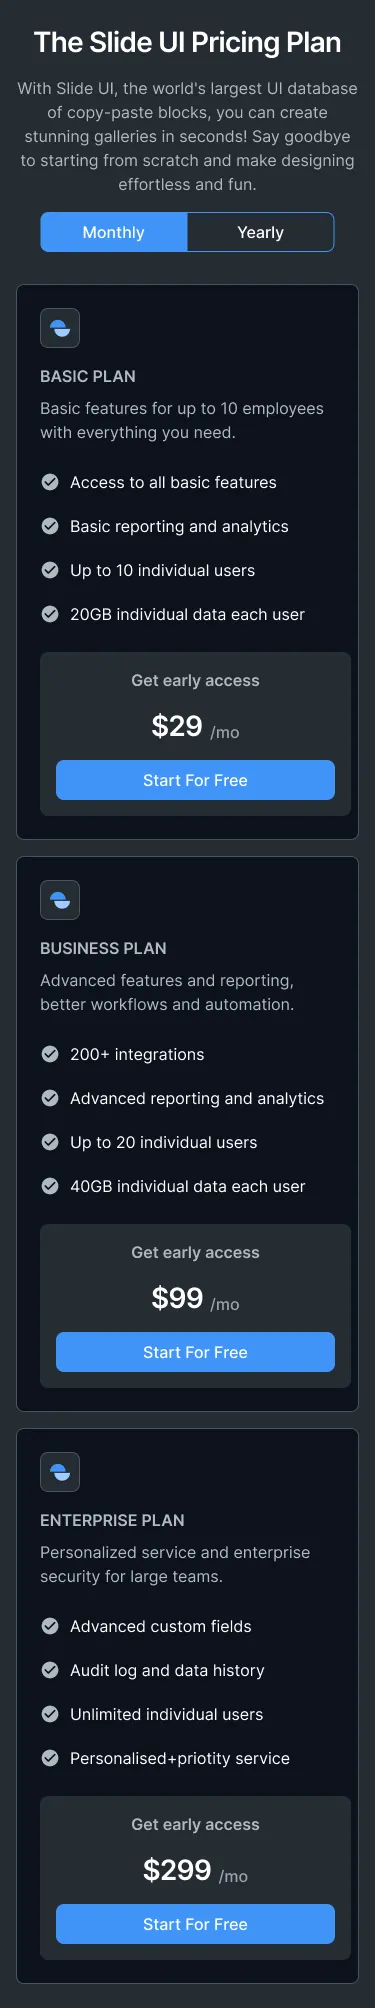 The Slide UI Pricing Plan
With Slide UI, the world's largest UI database
of copy-paste blocks, you can create
stunning galleries in seconds! Say goodbye
to starting from scratch and make designing
effortless and fun.
Monthly
Yearly
BASIC PLAN
Basic features for up to 10 employees
with everything you need.
Access to all basic features
Basic reporting and analytics
Up to 10 individual users
20GB individual data each user
Get early access
$29 /mo
Start For Free
BUSINESS PLAN
Advanced features and reporting,
better workflows and automation.
200+ integrations
Advanced reporting and analytics
Up to 20 individual users
40GB individual data each user
Get early access
$99 /mo
Start For Free
ENTERPRISE PLAN
Personalized service and enterprise
security for large teams.
Advanced custom fields
Audit log and data history
Unlimited individual users
Personalised+priotity service
Get early access
$299 /mo
Start For Free